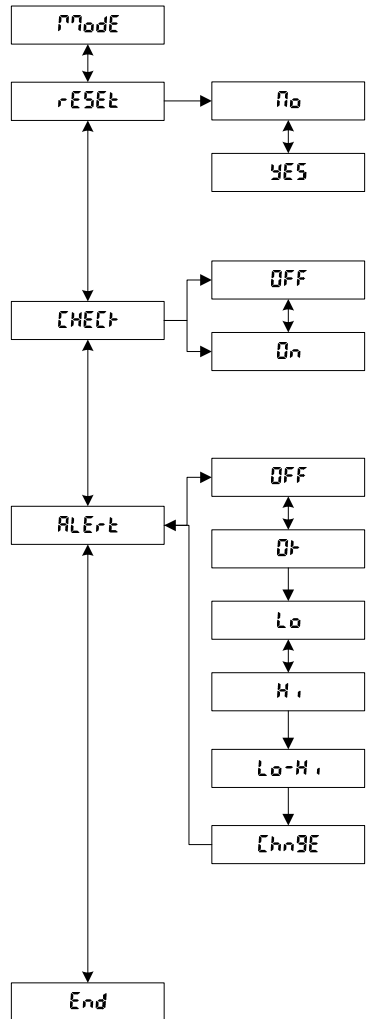 ModE
rESEt
No
YES
CHECk
OFF
On
ALErt
OFF
Ok
Lo
Hi
Lo-Hi
ChngE
End